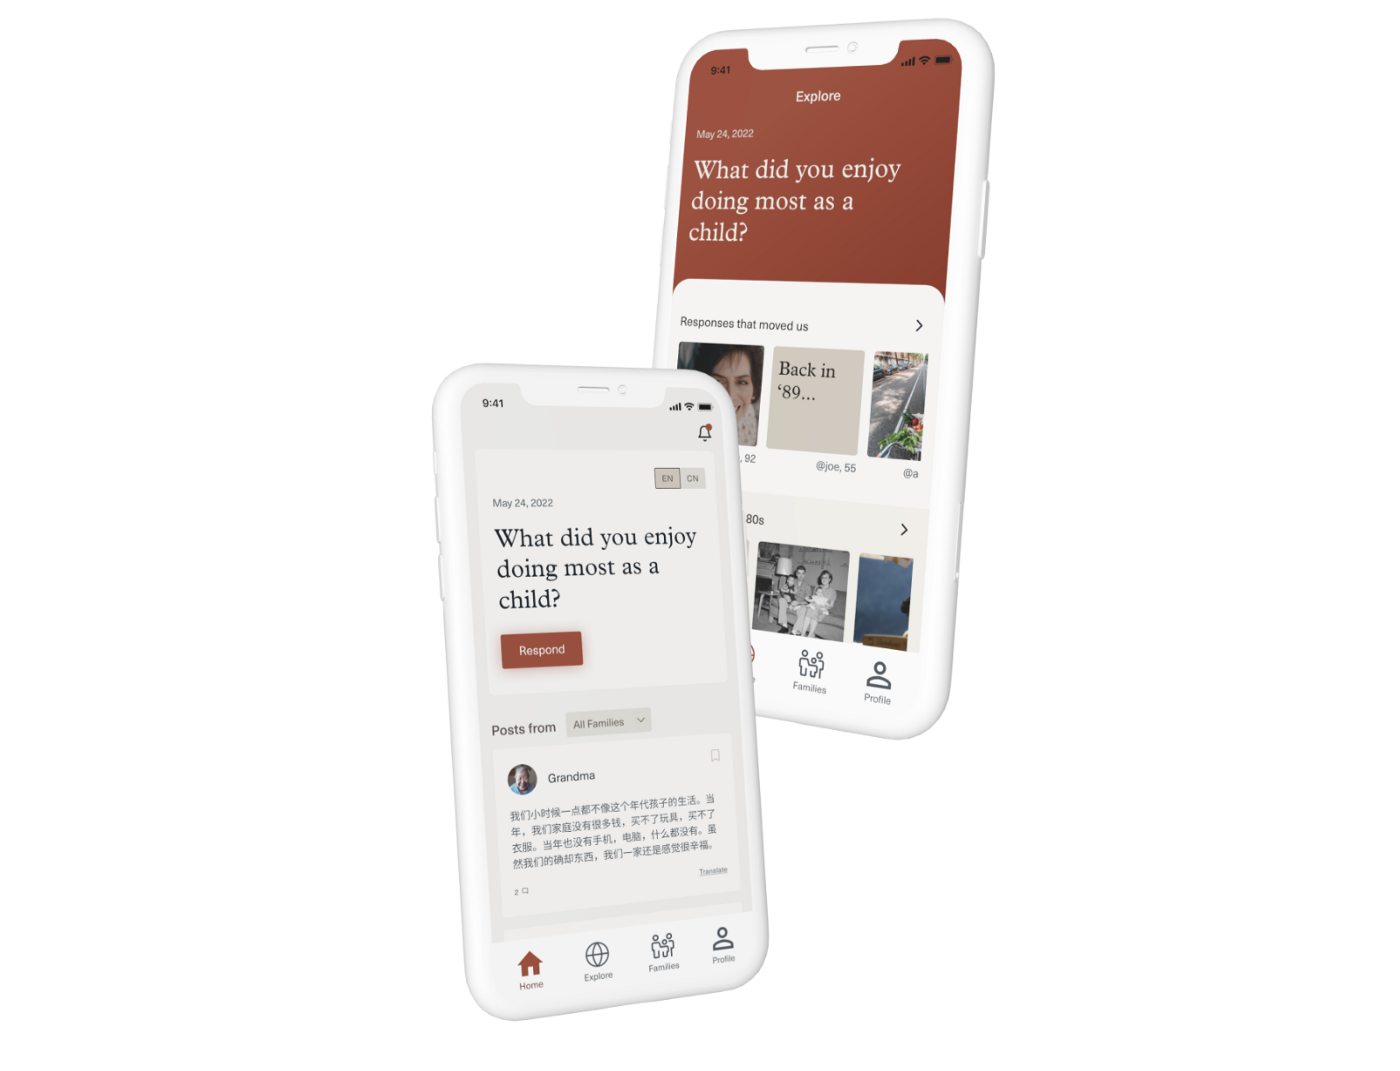 9:41
Explore
May 24, 2022
What did you enjoy
doing most as a
child?
Responses that moved us
Back in
‘89...
, 92
@joe, 55
@a
80s
Families
Profile
9:41
EN CN
May 24, 2022
What did you enjoy
doing most as a
child?
Respond
Posts from
All Families
Grandma
我们小时候一点都不像这个年代孩子的生活。当
年，我们家庭没有很多钱，买不了玩具，买不了
衣服。当年也没有手机，电脑，什么都没有。虽
然我们的确却东西，我们一家还是感觉很幸福。
Translate
2
Home
Explore
Families
Profile